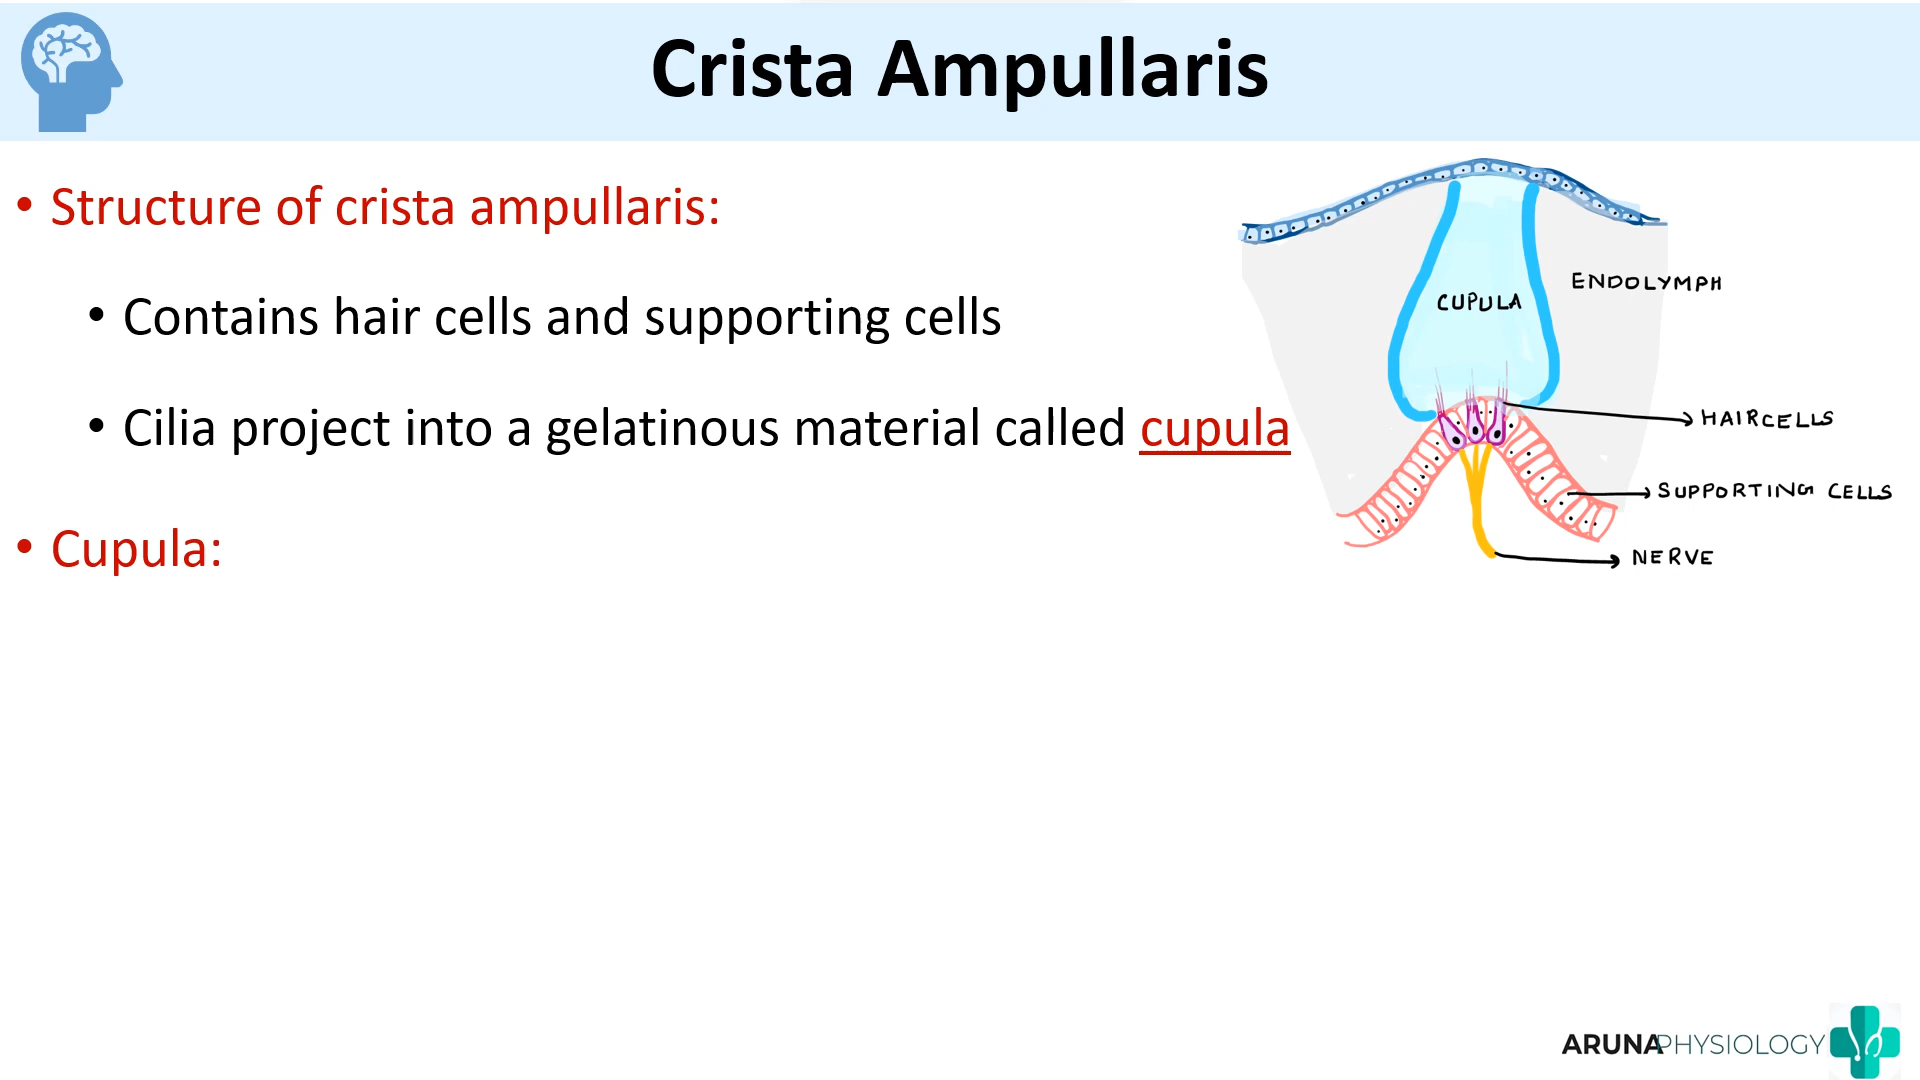 Crista Ampullaris
• Structure of crista ampullaris:
• Contains hair cells and supporting cells
• Cilia project into a gelatinous material called cupula
• Cupula:
ENDOLYMPH
CUPULA
HAIRCELLS
SUPPORTING CELLS
NERVE
ARUNAPHYSIOLOGY